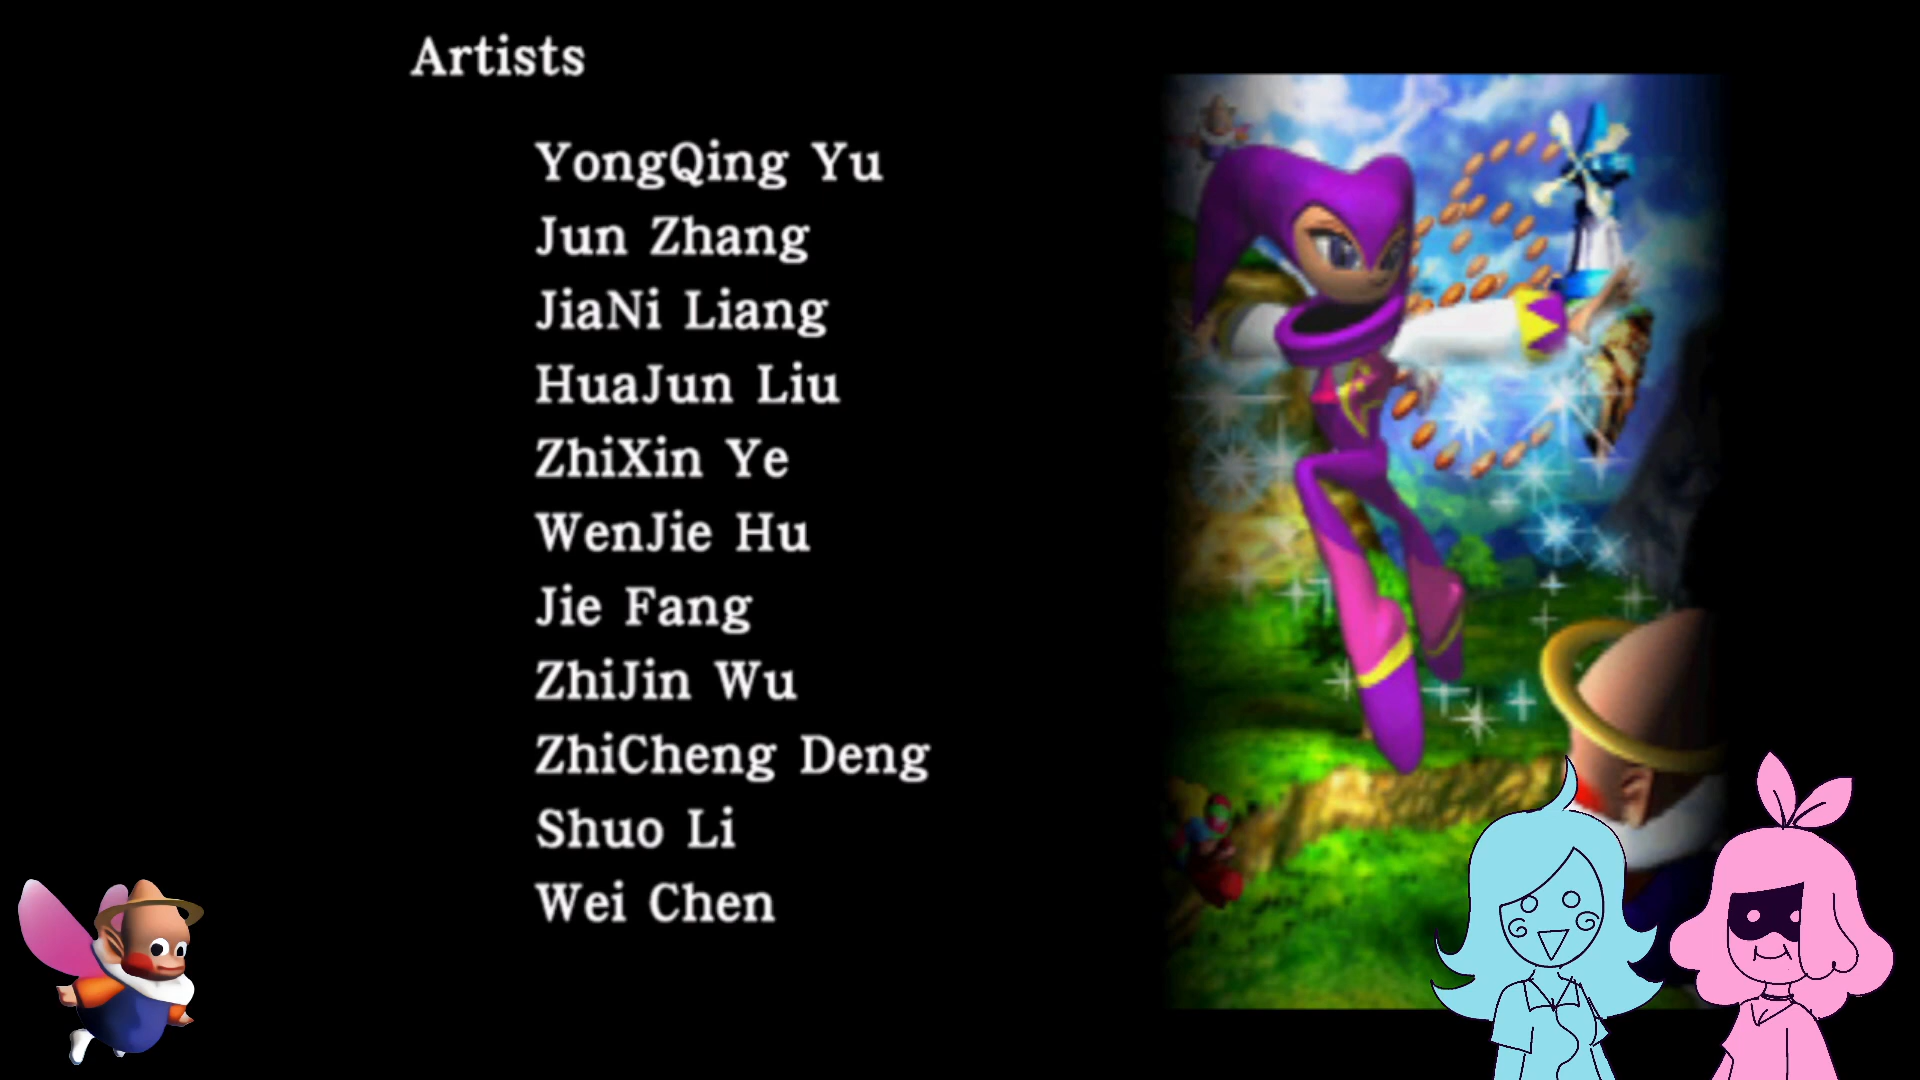 Artists
YongQing Yu
Jun Zhang
JiaNi Liang
HuaJun Liu
ZhiXin Ye
WenJie Hu
Jie Fang
ZhiJin Wu
ZhiCheng Deng
Shuo Li
Wei Chen